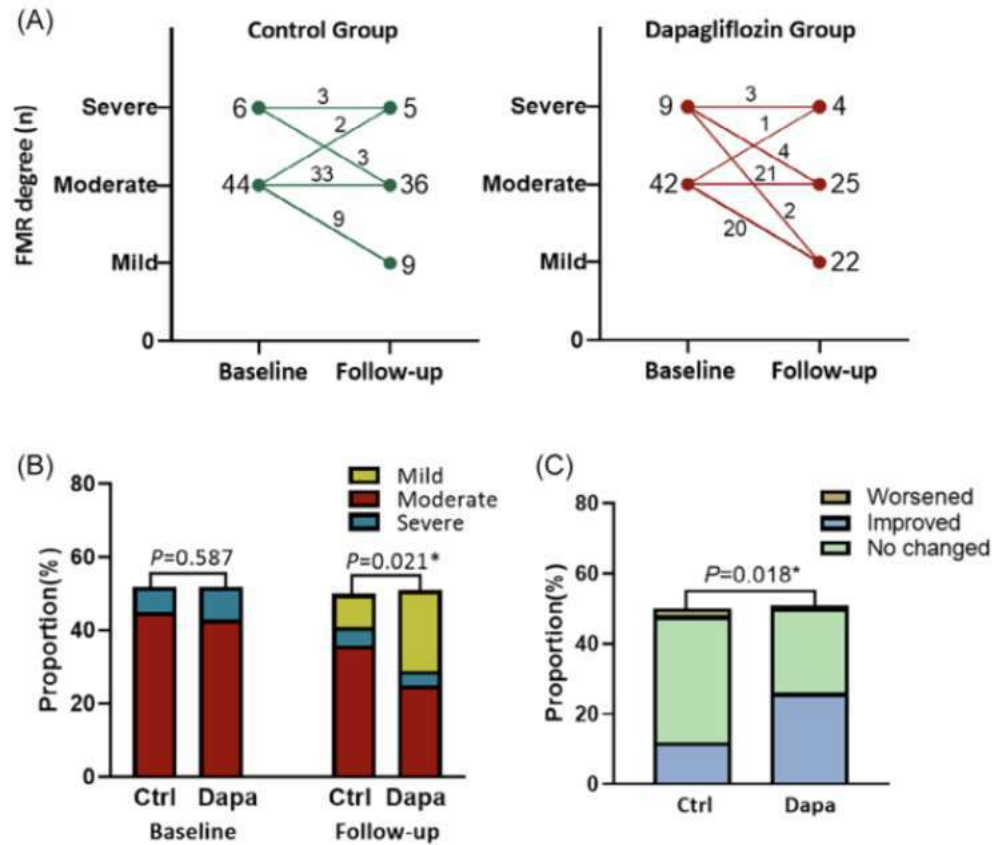 (A)
Control Group
Dapagliflozin Group
FMR degree (n)
Severe
6
3
5
2
3
Moderate
44
33
36
9
Mild
9
0
Baseline Follow-up
Severe
9
3
4
1
4
Moderate
42
21
25
2
20
Mild
22
0
Baseline Follow-up
(B)
Mild
Moderate
Severe
Proportion(%)
80
60
40
20
0
P=0.587
P=0.021*
Ctrl Dapa Ctrl Dapa
Baseline Follow-up
(C)
Worsened
Improved
No changed
Proportion(%)
80
60
40
20
0
P=0.018*
Ctrl Dapa